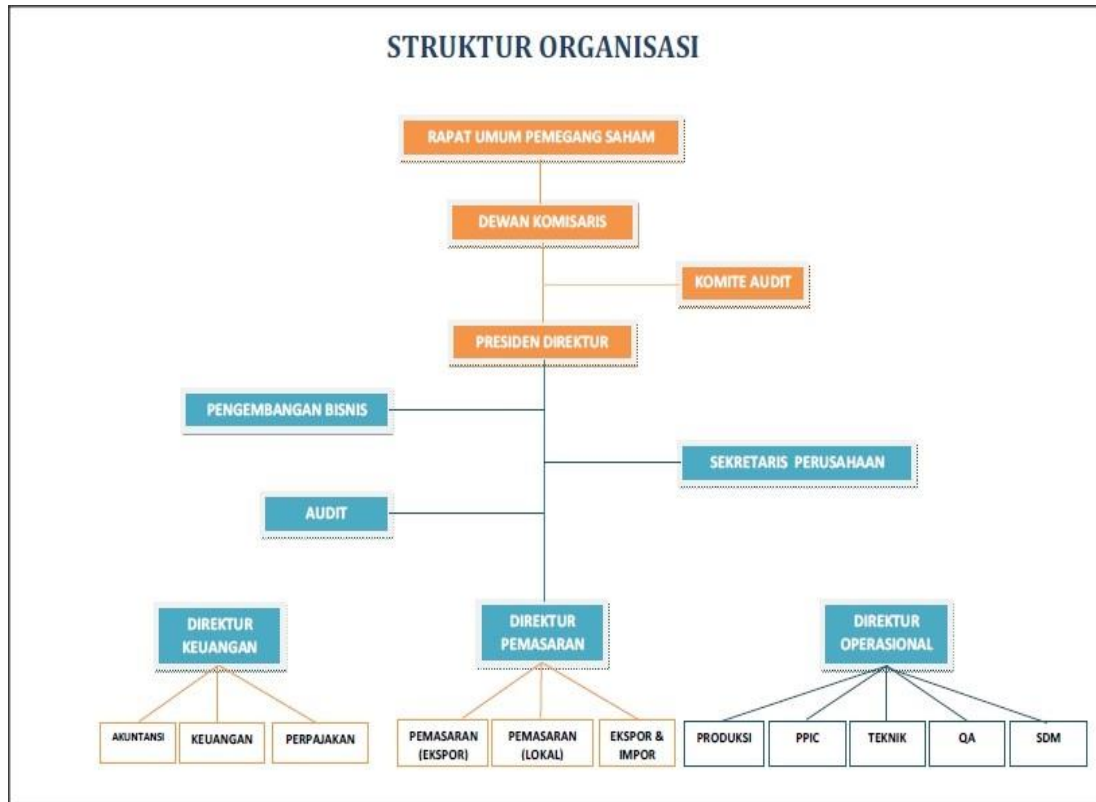 STRUKTUR ORGANISASI
RAPAT UMUM PEMEGANG SAHAM
DEWAN KOMISARIS
KOMITE AUDIT
PRESIDEN DIREKTUR
PENGEMBANGAN BISNIS
SEKRETARIS PERUSAHAAN
AUDIT
DIREKTUR
KEUANGAN
DIREKTUR
PEMASARAN
DIREKTUR
OPERASIONAL
AKUNTANSI
KEUANGAN
PERPAJAKAN
PEMASARAN
(EKSPOR)
PEMASARAN
(LOKAL)
EKSPOR &
IMPOR
PRODUKSI
PPIC
TEKNIK
QA
SDM